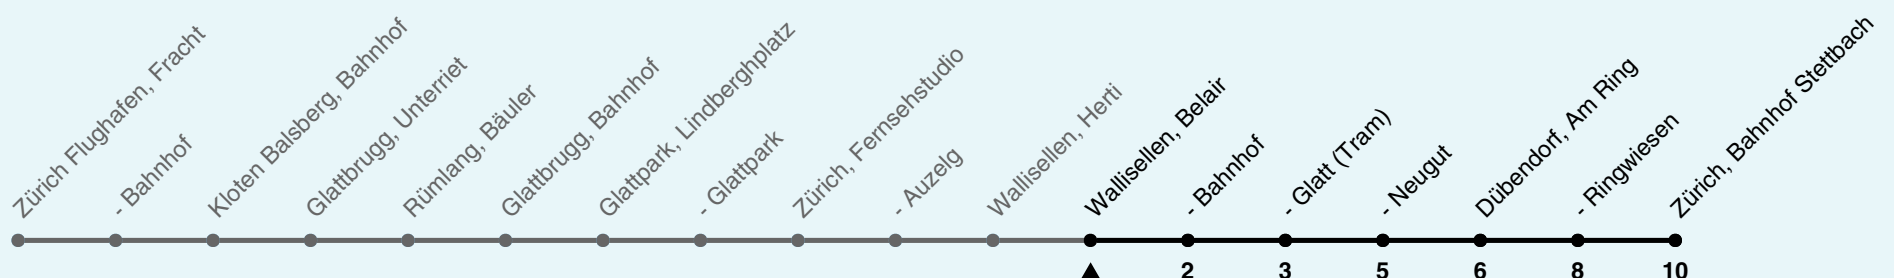 Zürich Flughafen, Fracht
- Bahnhof
Kloten Balsberg, Bahnhof
Glattbrugg, Unterriet
Rümlang, Bäuler
Glattbrugg, Bahnhof
Glattpark, Lindberghplatz
- Glattpark
Zürich, Fernsehstudio
- Auzelg
Wallisellen, Herti
Wallisellen, Belair
- Bahnhof
- Glatt (Tram)
- Neugut
Dübendorf, Am Ring
- Ringwiesen
Zürich, Bahnhof Stettbach
2 3 5 6 8 10